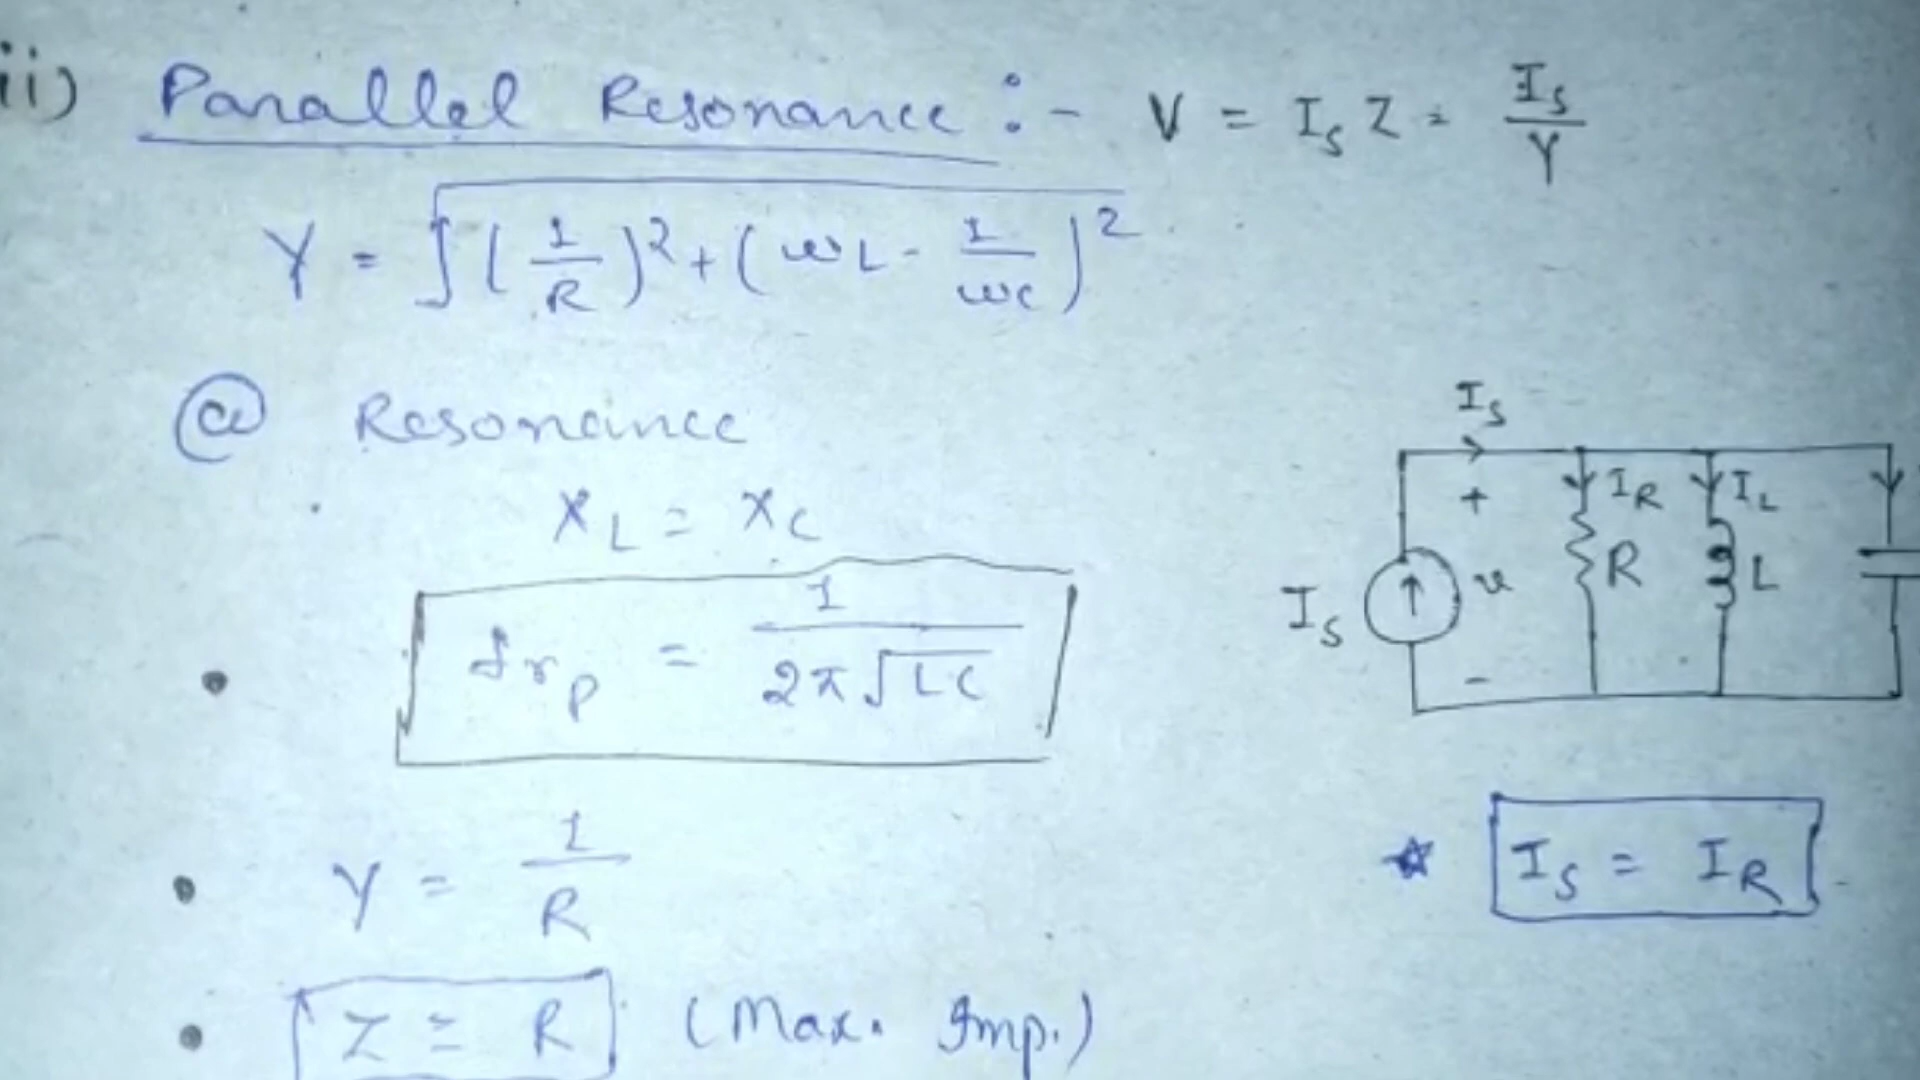 ii) Parallel Resonance :- V = I_S Z = I_S/Y
Y = √((1/R)² + (ωL - 1/ωC)²)
@ Resonance
X_L = X_C
• f_rp = 1/(2π√LC)
• Y = 1/R
• Z = R (Max. Imp.)
I_S
+ I_R I_L
I_S ↑ v R L
-
☆ I_S = I_R